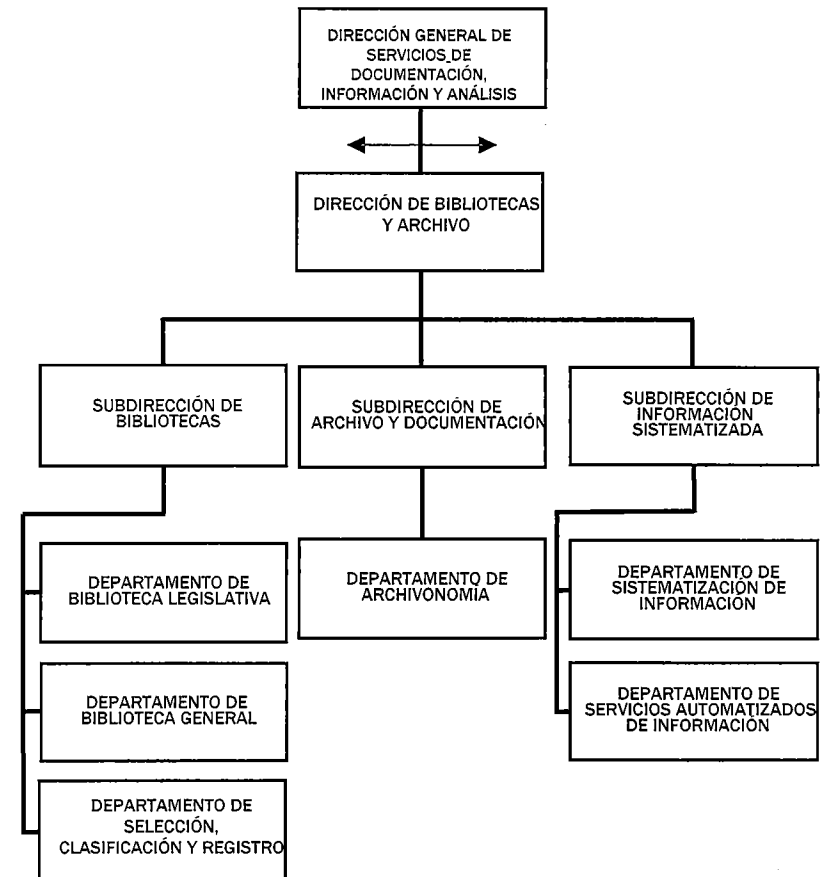 DIRECCIÓN GENERAL DE
SERVICIOS DE
DOCUMENTACIÓN,
INFORMACIÓN Y ANÁLISIS
DIRECCIÓN DE BIBLIOTECAS
Y ARCHIVO
SUBDIRECCIÓN DE
BIBLIOTECAS
SUBDIRECCIÓN DE
ARCHIVO Y DOCUMENTACIÓN
SUBDIRECCIÓN DE
INFORMACIÓN
SISTEMATIZADA
DEPARTAMENTO DE
BIBLIOTECA LEGISLATIVA
DEPARTAMENTO DE
ARCHIVONOMIA
DEPARTAMENTO DE
SISTEMATIZACIÓN DE
INFORMACIÓN
DEPARTAMENTO DE
BIBLIOTECA GENERAL
DEPARTAMENTO DE
SERVICIOS AUTOMATIZADOS
DE INFORMACIÓN
DEPARTAMENTO DE
SELECCIÓN,
CLASIFICACIÓN Y REGISTRO